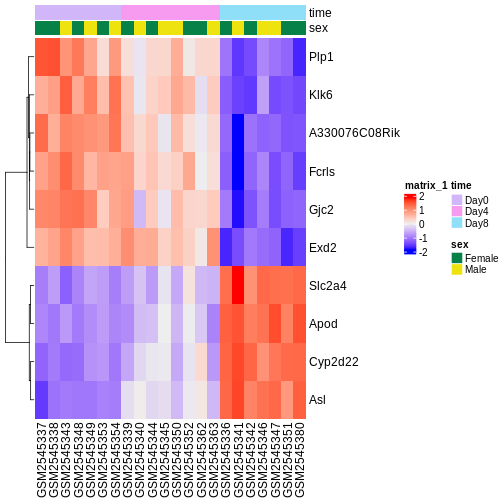 time
sex
Plp1
Klk6
A330076C08Rik
Fcrls
Gjc2
Exd2
Slc2a4
Apod
Cyp2d22
Asl
matrix_1
2
1
0
-1
-2
time
Day0
Day4
Day8
sex
Female
Male
GSM2545337
GSM2545338
GSM2545343
GSM2545348
GSM2545349
GSM2545353
GSM2545354
GSM2545339
GSM2545340
GSM2545344
GSM2545345
GSM2545350
GSM2545352
GSM2545362
GSM2545363
GSM2545336
GSM2545341
GSM2545342
GSM2545346
GSM2545347
GSM2545351
GSM2545380